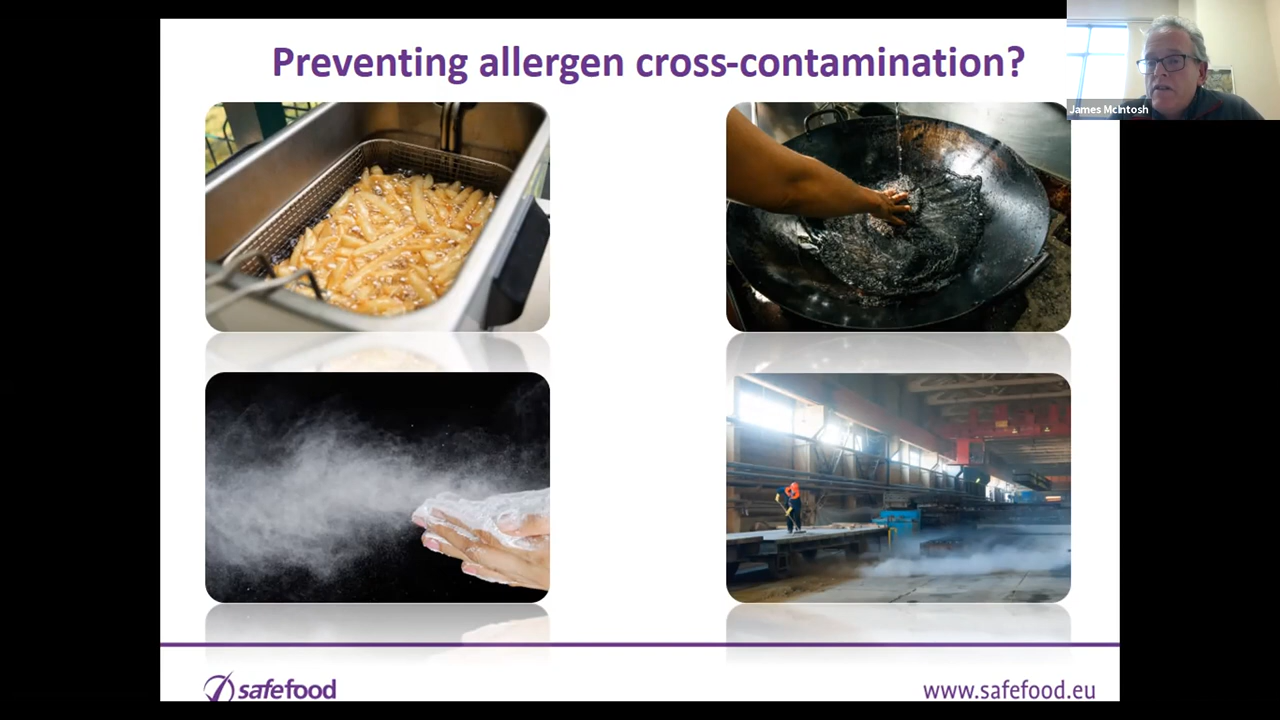 Preventing allergen cross-contamination?
James McIntosh
safefood
www.safefood.eu